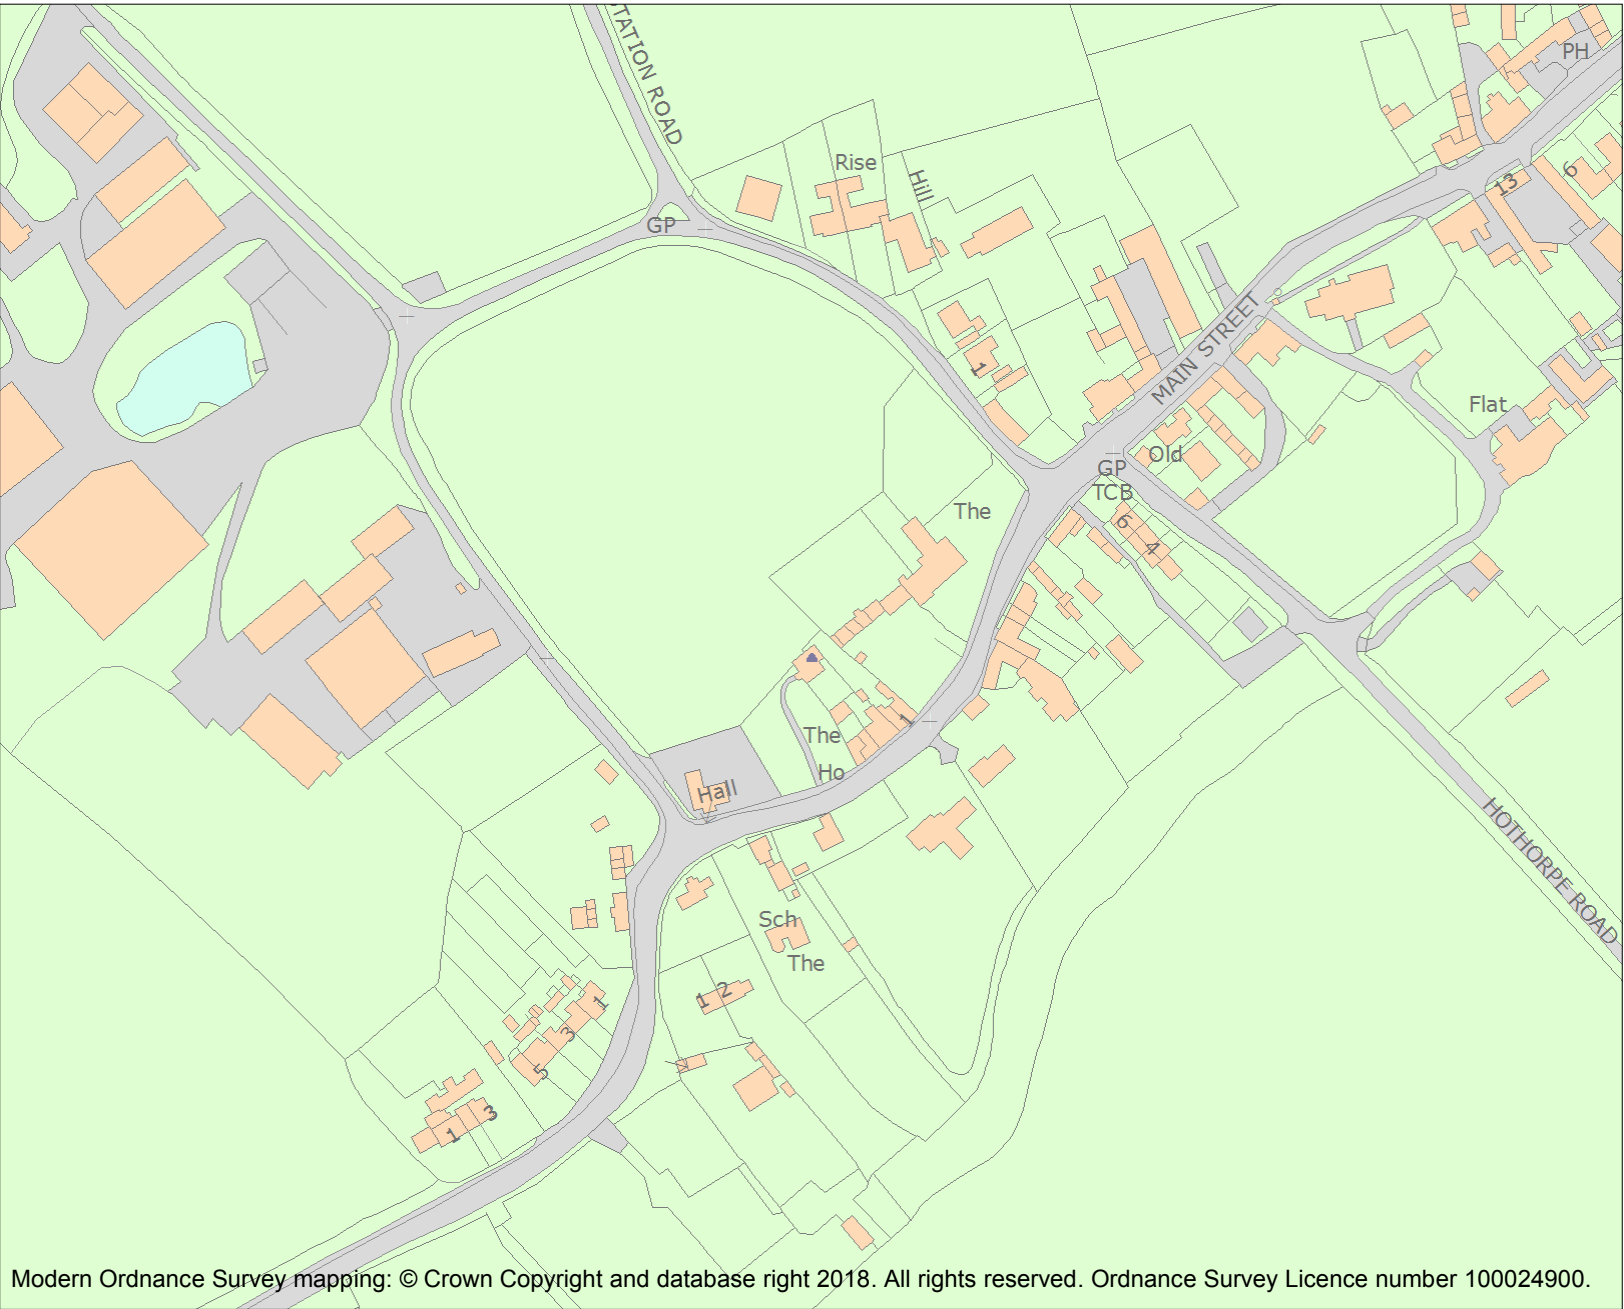 STATION ROAD
PH
Rise
Hill
6
13
GP
MAIN STREET
1
Flat
Old
GP
TCB
The
6
4
1
The
Ho
Hall
HOTHORPE ROAD
Sch
The
1 2
1
3
5
3
1
Modern Ordnance Survey mapping: © Crown Copyright and database right 2018. All rights reserved. Ordnance Survey Licence number 100024900.